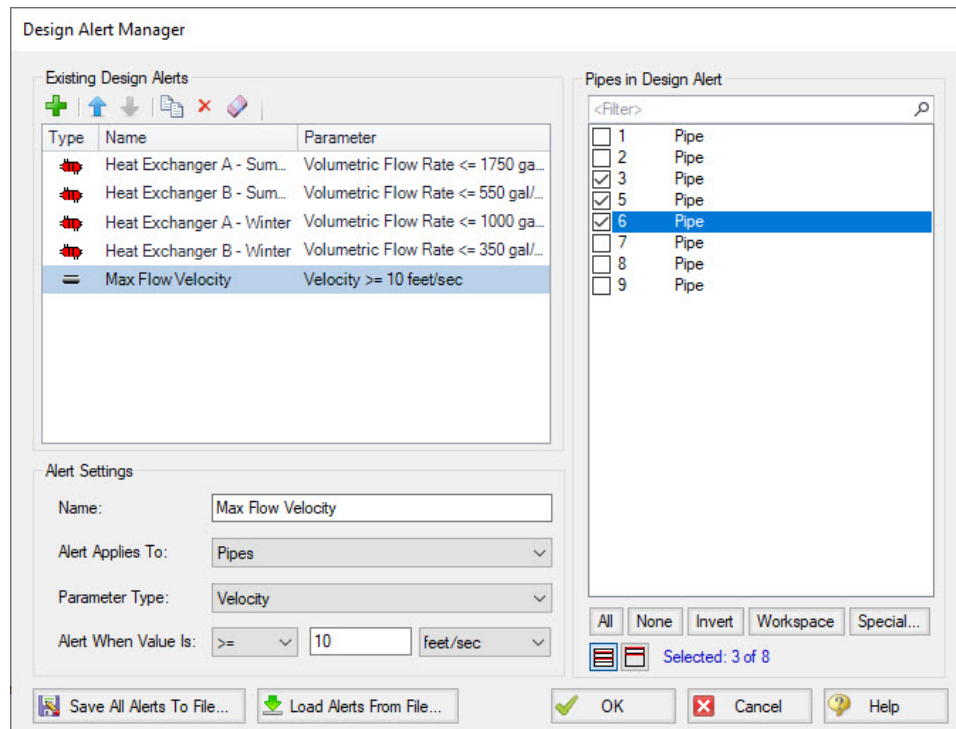 Design Alert Manager
Existing Design Alerts
Type Name Parameter
Heat Exchanger A - Sum... Volumetric Flow Rate <= 1750 ga...
Heat Exchanger B - Sum... Volumetric Flow Rate <= 550 gal/...
Heat Exchanger A - Winter Volumetric Flow Rate <= 1000 ga...
Heat Exchanger B - Winter Volumetric Flow Rate <= 350 gal/...
Max Flow Velocity Velocity >= 10 feet/sec
Alert Settings
Name: Max Flow Velocity
Alert Applies To: Pipes
Parameter Type: Velocity
Alert When Value Is: >= 10 feet/sec
Pipes in Design Alert
<Filter>
1 Pipe
2 Pipe
3 Pipe
5 Pipe
6 Pipe
7 Pipe
8 Pipe
9 Pipe
All None Invert Workspace Special...
Selected: 3 of 8
Save All Alerts To File... Load Alerts From File... OK Cancel Help